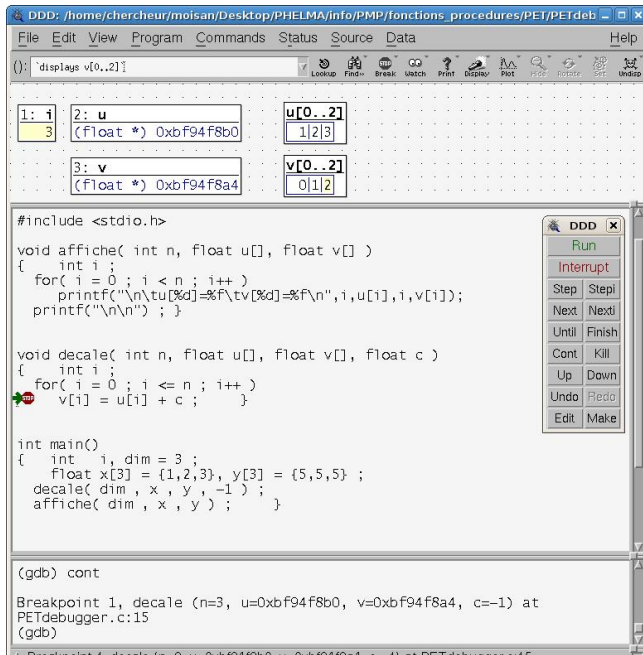 DDD: /home/chercheur/moisan/Desktop/PHELMA/info/PMP/fonctions_procedures/PET/PETdeb
File Edit View Program Commands Status Source Data Help
(): `displays v[0..2]`
Lookup Find» Break Watch Print Display Plot Hide Rotate Set Undisp
1: i
3
2: u
(float *) 0xbf94f8b0
u[0..2]
1|2|3
3: v
(float *) 0xbf94f8a4
v[0..2]
0|1|2
#include <stdio.h>
void affiche( int n, float u[], float v[] )
{    int i ;
  for( i = 0 ; i < n ; i++ )
     printf("\n\tu[%d]=%f\tv[%d]=%f\n",i,u[i],i,v[i]);
  printf("\n\n") ; }
void decale( int n, float u[], float v[], float c )
{    int i ;
  for( i = 0 ; i <= n ; i++ )
STOP v[i] = u[i] + c ;     }
int main()
{   int   i, dim = 3 ;
    float x[3] = {1,2,3}, y[3] = {5,5,5} ;
  decale( dim , x , y , -1 ) ;
  affiche( dim , x , y ) ;     }
DDD
Run
Interrupt
Step Stepi
Next Nexti
Until Finish
Cont Kill
Up Down
Undo Redo
Edit Make
(gdb) cont
Breakpoint 1, decale (n=3, u=0xbf94f8b0, v=0xbf94f8a4, c=-1) at
PETdebugger.c:15
(gdb)